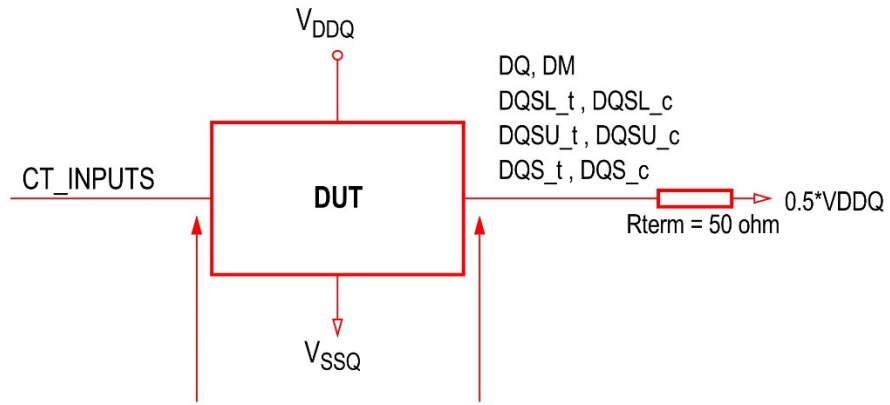 VDDQ
DQ, DM
DQSL_t , DQSL_c
DQSU_t , DQSU_c
DQS_t , DQS_c
CT_INPUTS
DUT
0.5*VDDQ
Rterm = 50 ohm
VSSQ